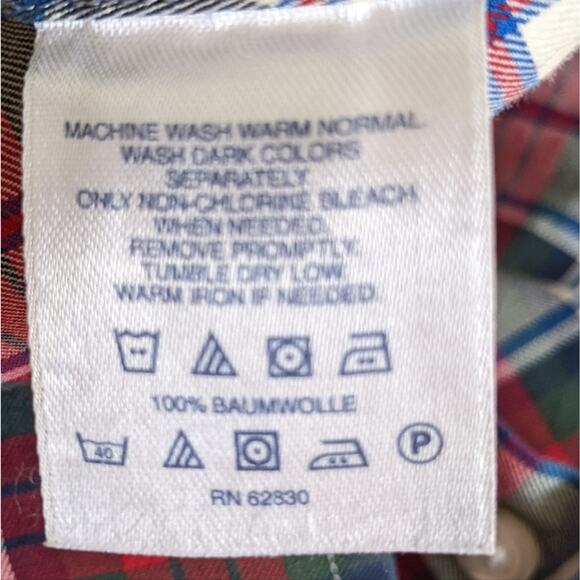 MACHINE WASH WARM NORMAL.
WASH DARK COLORS
SEPARATELY
ONLY NON-CHLORINE BLEACH
WHEN NEEDED.
REMOVE PROMPTLY.
TUMBLE DRY LOW.
WARM IRON IF NEEDED.
100% BAUMWOLLE
40 P
RN 62830